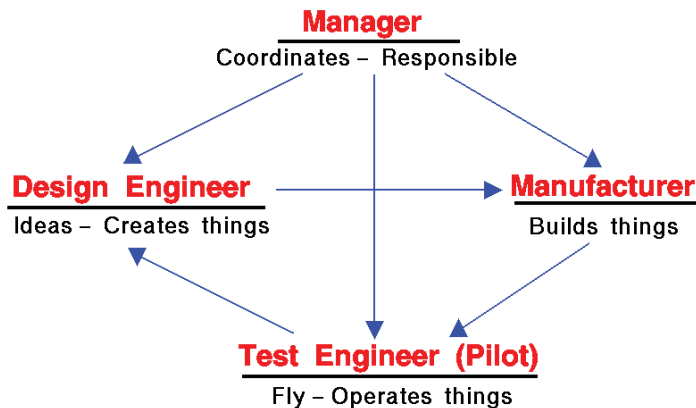 Manager
Coordinates – Responsible
Design Engineer
Ideas – Creates things
Manufacturer
Builds things
Test Engineer (Pilot)
Fly – Operates things